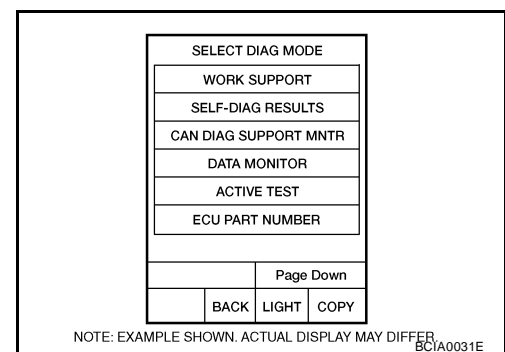 SELECT DIAG MODE
WORK SUPPORT
SELF-DIAG RESULTS
CAN DIAG SUPPORT MNTR
DATA MONITOR
ACTIVE TEST
ECU PART NUMBER
Page Down
BACK LIGHT COPY
NOTE: EXAMPLE SHOWN. ACTUAL DISPLAY MAY DIFFER.
BCIA0031E